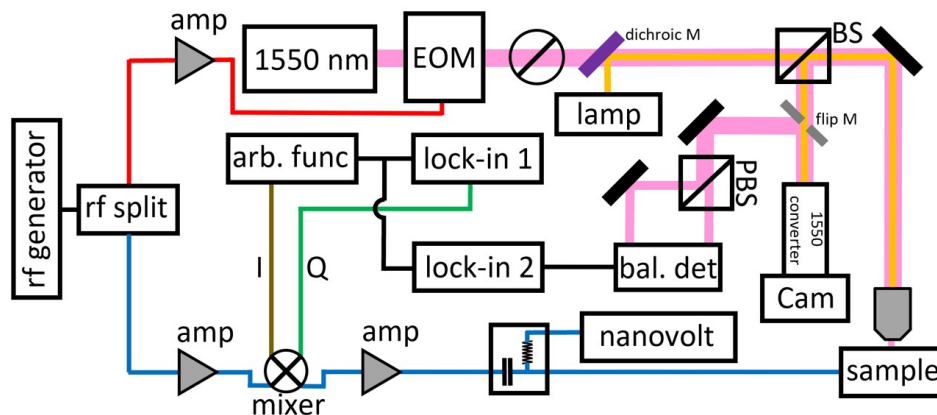 amp
1550 nm
EOM
dichroic M
BS
lamp
flip M
rf generator
rf split
arb. func
lock-in 1
PBS
1550
converter
I
Q
lock-in 2
bal. det
Cam
amp
amp
nanovolt
mixer
sample